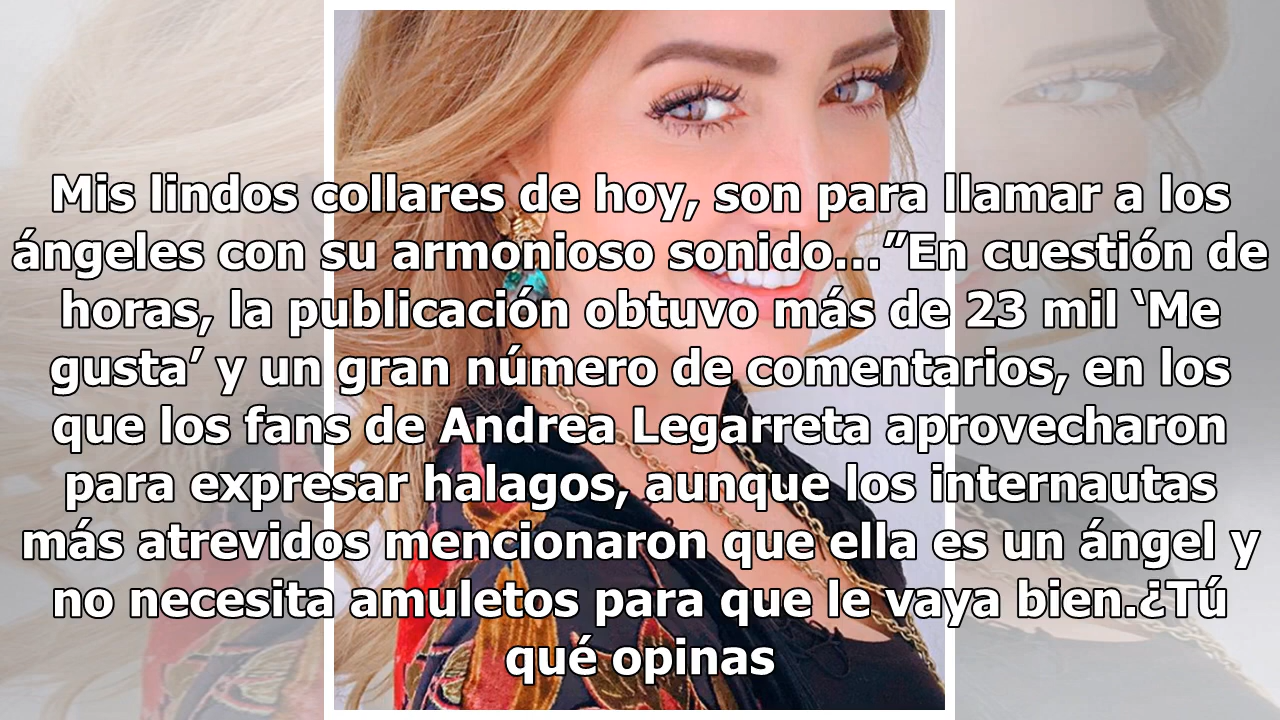 Mis lindos collares de hoy, son para llamar a los
ángeles con su armonioso sonido...”En cuestión de
horas, la publicación obtuvo más de 23 mil ‘Me
gusta’ y un gran número de comentarios, en los
que los fans de Andrea Legarreta aprovecharon
para expresar halagos, aunque los internautas
más atrevidos mencionaron que ella es un ángel y
no necesita amuletos para que le vaya bien.¿Tú
qué opinas